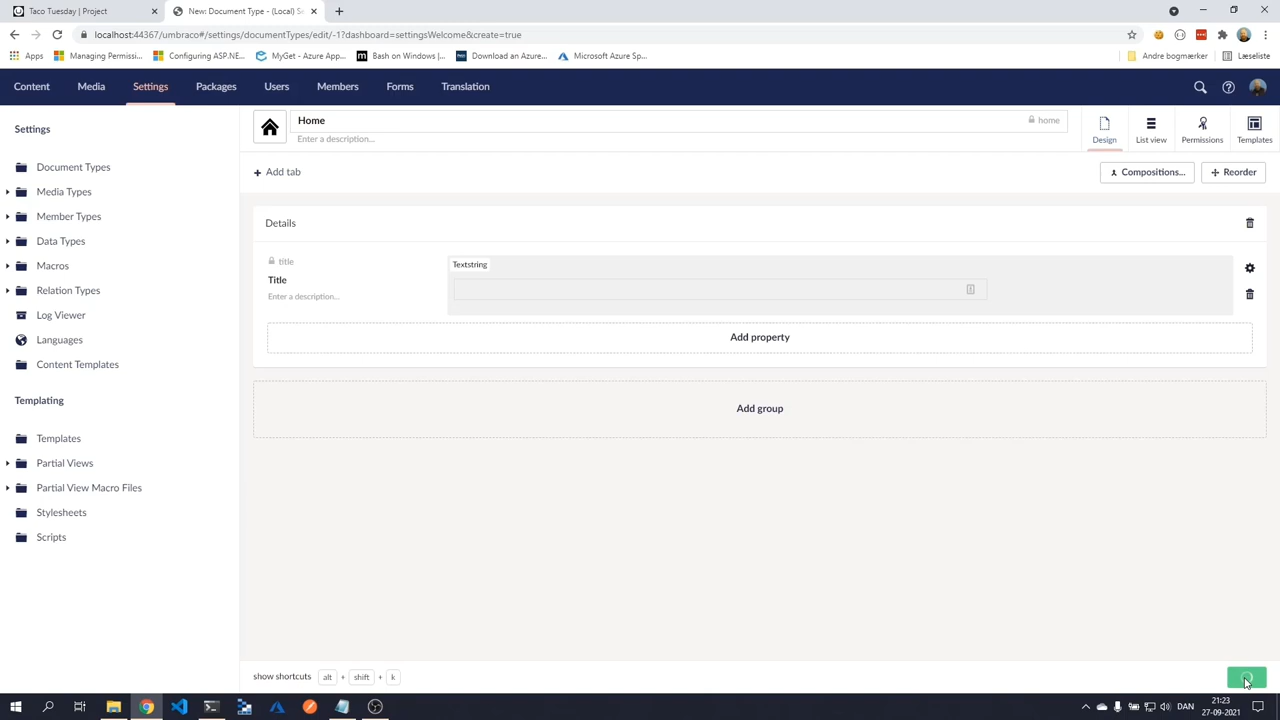 Taco Tuesday | Project
New: Document Type - (Local) S
localhost:44367/umbraco#/settings/documentTypes/edit/-1?dashboard=settingsWelcome&create=true
Apps
Managing Permissi...
Configuring ASP.NE...
MyGet - Azure App...
Bash on Windows |...
Download an Azure...
Microsoft Azure Sp...
Andre bogmærker
Læseliste
Content
Media
Settings
Packages
Users
Members
Forms
Translation
Settings
Document Types
Media Types
Member Types
Data Types
Macros
Relation Types
Log Viewer
Languages
Content Templates
Templating
Templates
Partial Views
Partial View Macro Files
Stylesheets
Scripts
Home
home
Enter a description...
Design
List view
Permissions
Templates
Add tab
Compositions...
Reorder
Details
title
Title
Enter a description...
Textstring
Add property
Add group
show shortcuts alt + shift + k
DAN
21:23
27-09-2021